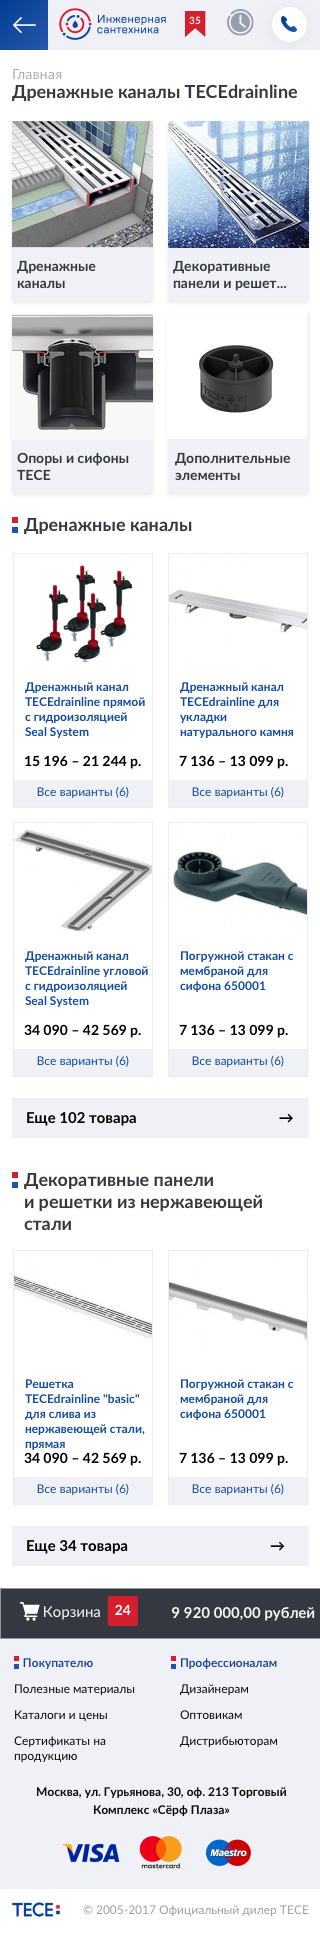 Инженерная
сантехника
35
Главная
Дренажные каналы TECEdrainline
Дренажные
каналы
Декоративные
панели и решет...
Опоры и сифоны
TECE
Дополнительные
элементы
Дренажные каналы
Дренажный канал
TECEdrainline прямой
с гидроизоляцией
Seal System
15 196 – 21 244 р.
Все варианты (6)
Дренажный канал
TECEdrainline для
укладки
натурального камня
7 136 – 13 099 р.
Все варианты (6)
Дренажный канал
TECEdrainline угловой
с гидроизоляцией
Seal System
34 090 – 42 569 р.
Все варианты (6)
Погружной стакан с
мембраной для
сифона 650001
7 136 – 13 099 р.
Все варианты (6)
Еще 102 товара →
Декоративные панели
и решетки из нержавеющей
стали
Решетка
TECEdrainline "basic"
для слива из
нержавеющей стали,
прямая
34 090 – 42 569 р.
Все варианты (6)
Погружной стакан с
мембраной для
сифона 650001
7 136 – 13 099 р.
Все варианты (6)
Еще 34 товара →
Корзина 24 9 920 000,00 рублей
Покупателю
Полезные материалы
Каталоги и цены
Сертификаты на
продукцию
Профессионалам
Дизайнерам
Оптовикам
Дистрибьюторам
Москва, ул. Гурьянова, 30, оф. 213 Торговый
Комплекс «Сёрф Плаза»
VISA mastercard. Maestro
TECE © 2005-2017 Официальный дилер TECE